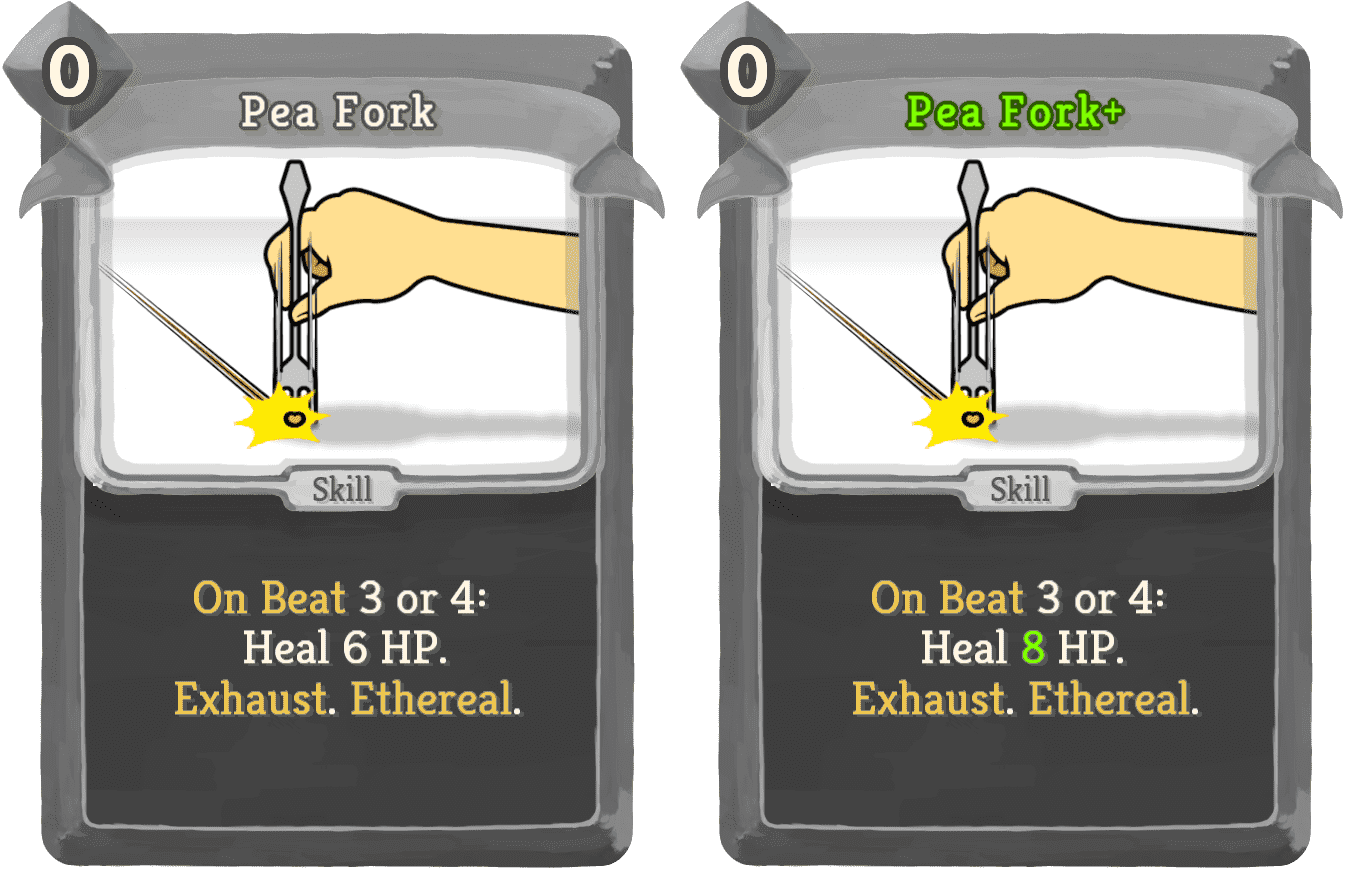 0
Pea Fork
Skill
On Beat 3 or 4:
Heal 6 HP.
Exhaust. Ethereal.
0
Pea Fork+
Skill
On Beat 3 or 4:
Heal 8 HP.
Exhaust. Ethereal.